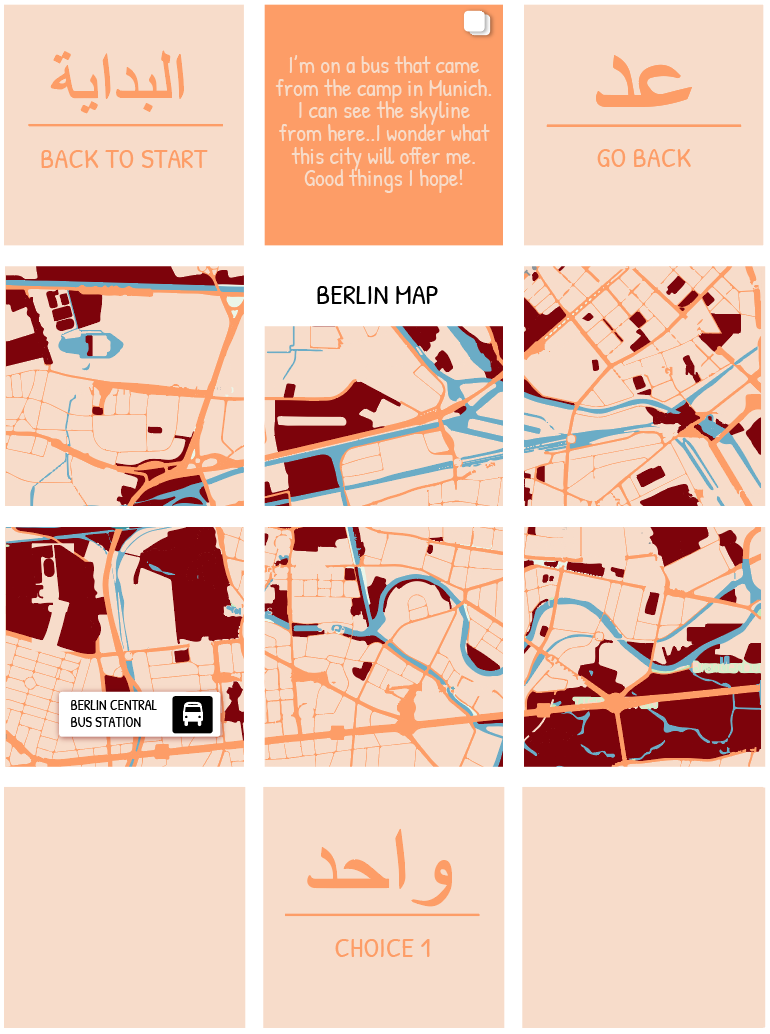 البداية
BACK TO START
I'm on a bus that came
from the camp in Munich.
I can see the skyline
from here..I wonder what
this city will offer me.
Good things I hope!
عد
GO BACK
BERLIN MAP
BERLIN CENTRAL
BUS STATION
واحد
CHOICE 1